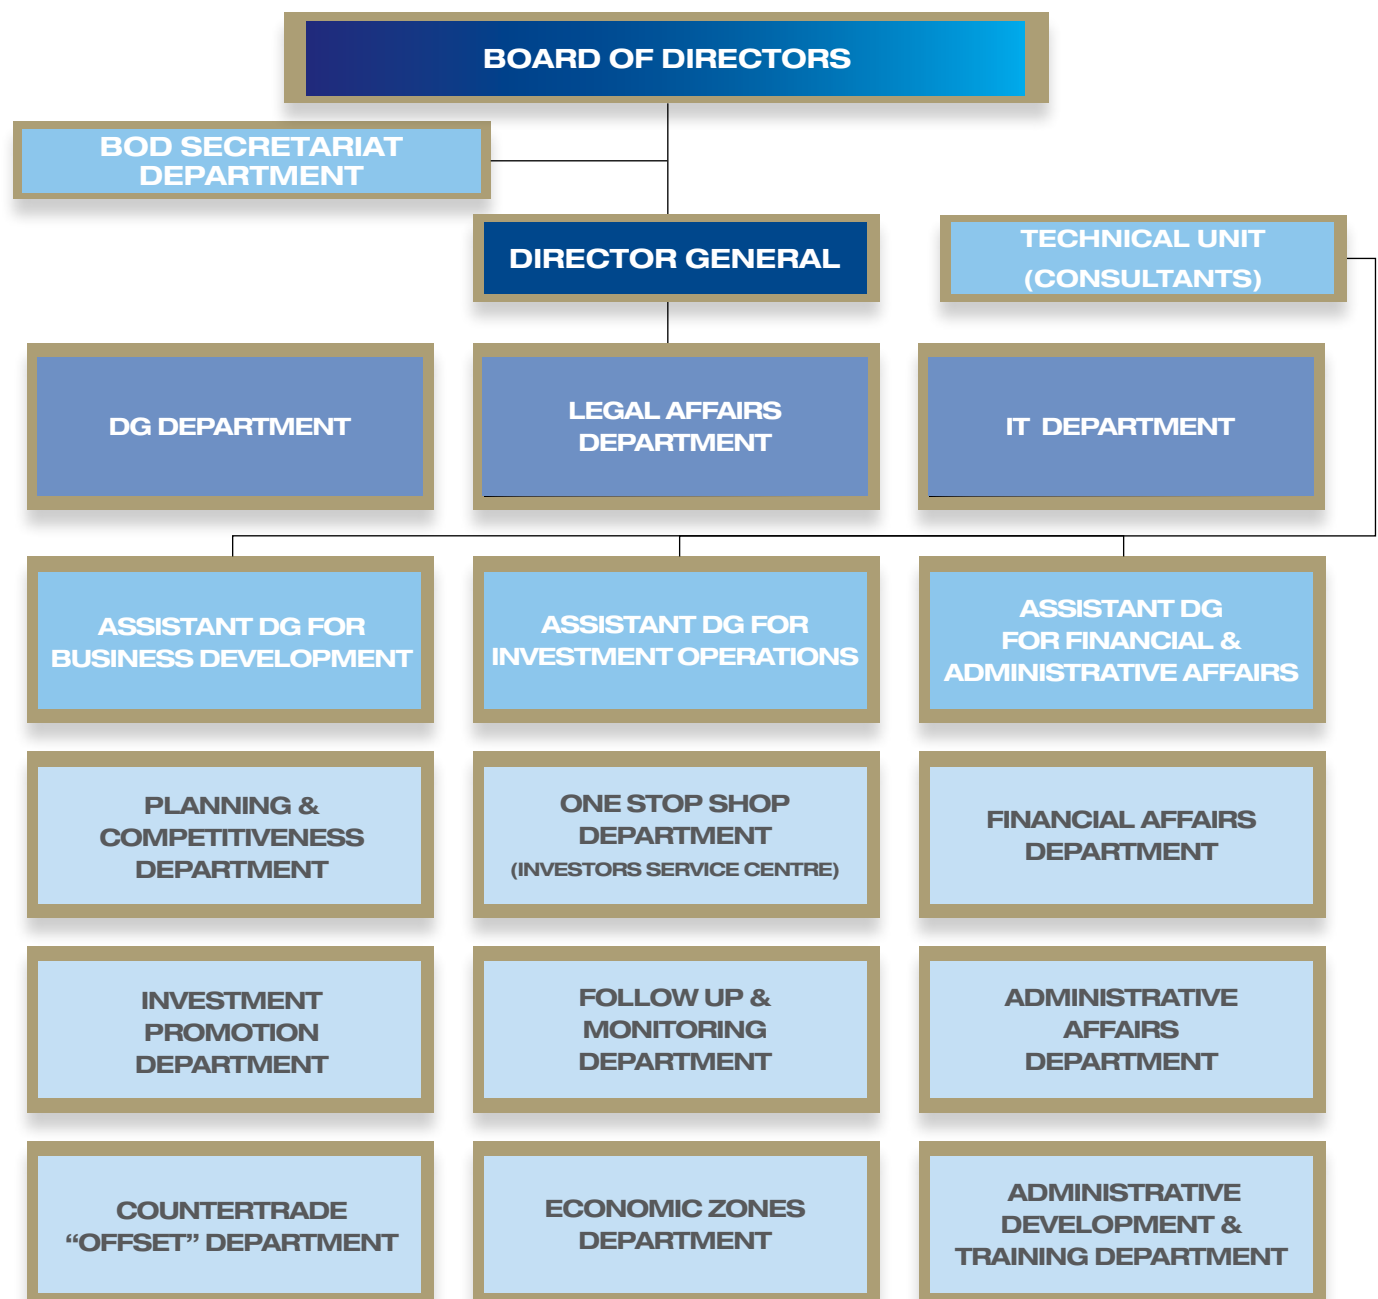 BOARD OF DIRECTORS
BOD SECRETARIAT
DEPARTMENT
DIRECTOR GENERAL
TECHNICAL UNIT
(CONSULTANTS)
DG DEPARTMENT
LEGAL AFFAIRS
DEPARTMENT
IT DEPARTMENT
ASSISTANT DG FOR
BUSINESS DEVELOPMENT
ASSISTANT DG FOR
INVESTMENT OPERATIONS
ASSISTANT DG
FOR FINANCIAL &
ADMINISTRATIVE AFFAIRS
PLANNING &
COMPETITIVENESS
DEPARTMENT
ONE STOP SHOP
DEPARTMENT
(INVESTORS SERVICE CENTRE)
FINANCIAL AFFAIRS
DEPARTMENT
INVESTMENT
PROMOTION
DEPARTMENT
FOLLOW UP &
MONITORING
DEPARTMENT
ADMINISTRATIVE
AFFAIRS
DEPARTMENT
COUNTERTRADE
“OFFSET” DEPARTMENT
ECONOMIC ZONES
DEPARTMENT
ADMINISTRATIVE
DEVELOPMENT &
TRAINING DEPARTMENT